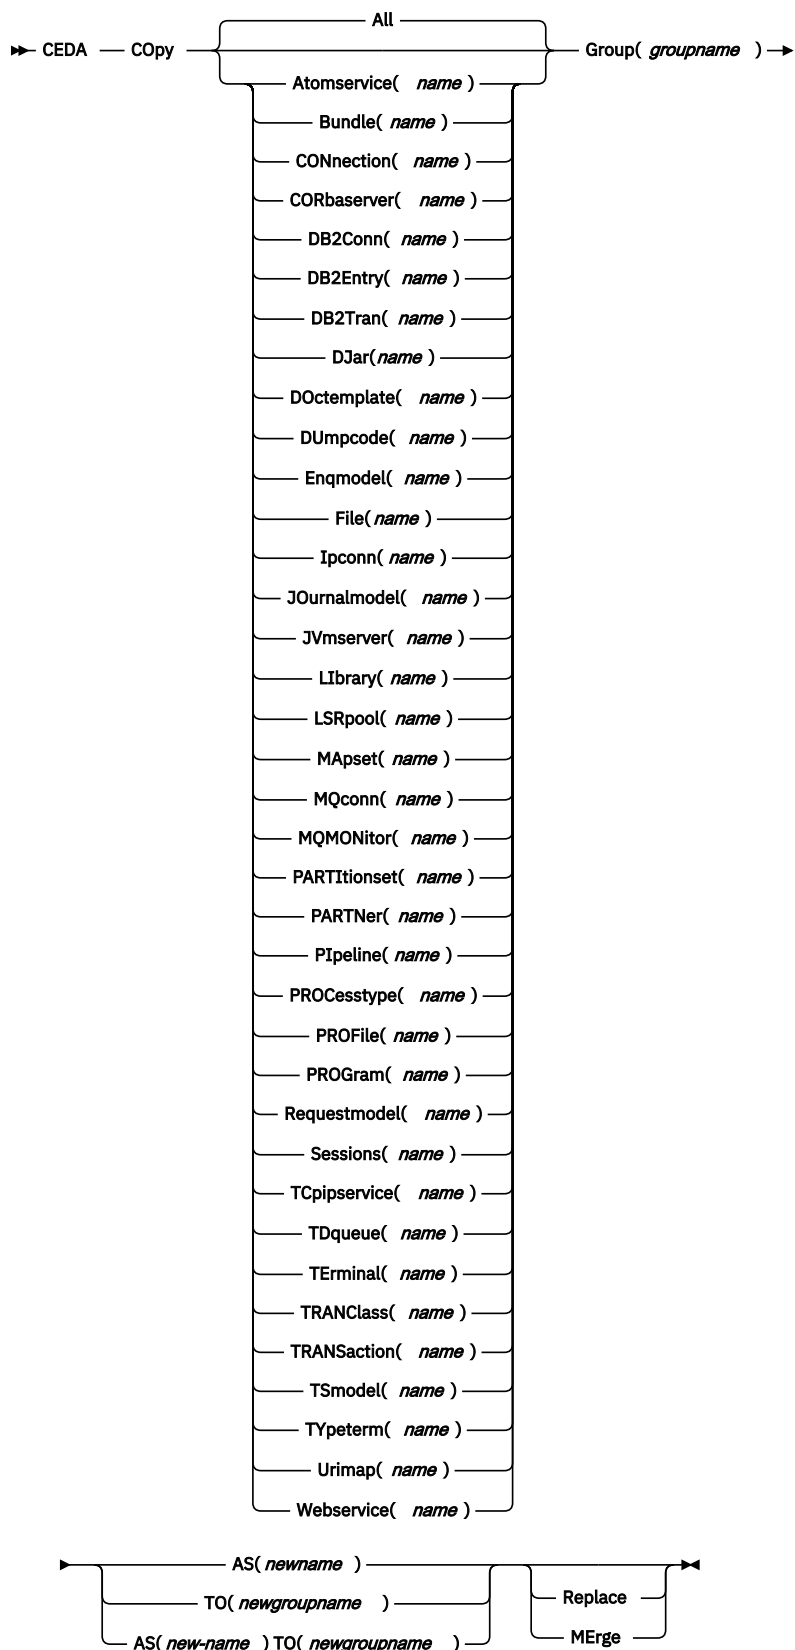 All
CEDA COpy Group( groupname )
Atomservice( name )
Bundle( name )
CONnection( name )
CORbaserver( name )
DB2Conn( name )
DB2Entry( name )
DB2Tran( name )
DJar(name )
DOctemplate( name )
DUmpcode( name )
Enqmodel( name )
File( name )
Ipconn( name )
JOurnalmodel( name )
JVmserver( name )
LIbrary( name )
LSRpool( name )
MApset( name )
MQconn( name )
MQMONitor( name )
PARTItionset( name )
PARTNer( name )
PIpeline( name )
PROCesstype( name )
PROFile( name )
PROGram( name )
Requestmodel( name )
Sessions( name )
TCpipservice( name )
TDqueue( name )
TErminal( name )
TRANClass( name )
TRANSaction( name )
TSmodel( name )
TYpeterm( name )
Urimap( name )
Webservice( name )
AS( newname )
TO( newgroupname )
Replace
AS( new-name ) TO( newgroupname )
MErge